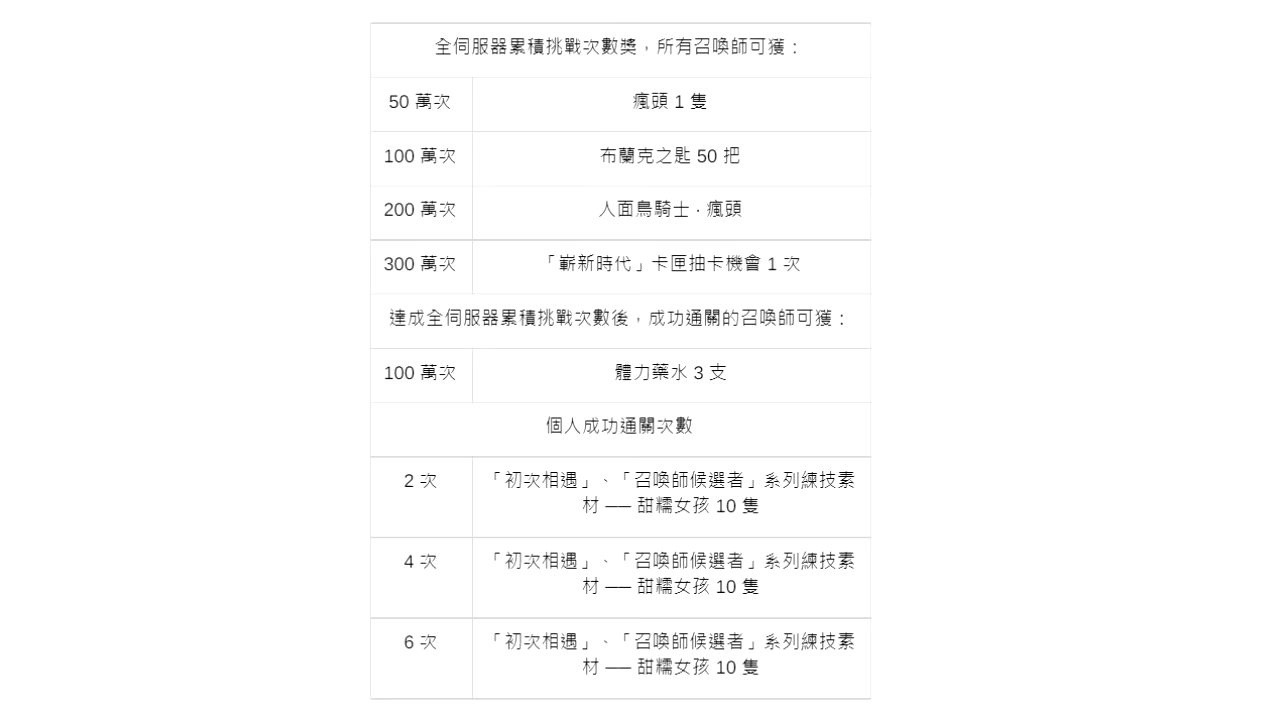 全伺服器累積挑戰次數獎，所有召喚師可獲：
50 萬次
瘋頭 1 隻
100 萬次
布蘭克之匙 50 把
200 萬次
人面鳥騎士 ‧ 瘋頭
300 萬次
「嶄新時代」卡匣抽卡機會 1 次
達成全伺服器累積挑戰次數後，成功通關的召喚師可獲：
100 萬次
體力藥水 3 支
個人成功通關次數
2 次
「初次相遇」、「召喚師候選者」系列練技素
材 ── 甜糯女孩 10 隻
4 次
「初次相遇」、「召喚師候選者」系列練技素
材 ── 甜糯女孩 10 隻
6 次
「初次相遇」、「召喚師候選者」系列練技素
材 ── 甜糯女孩 10 隻